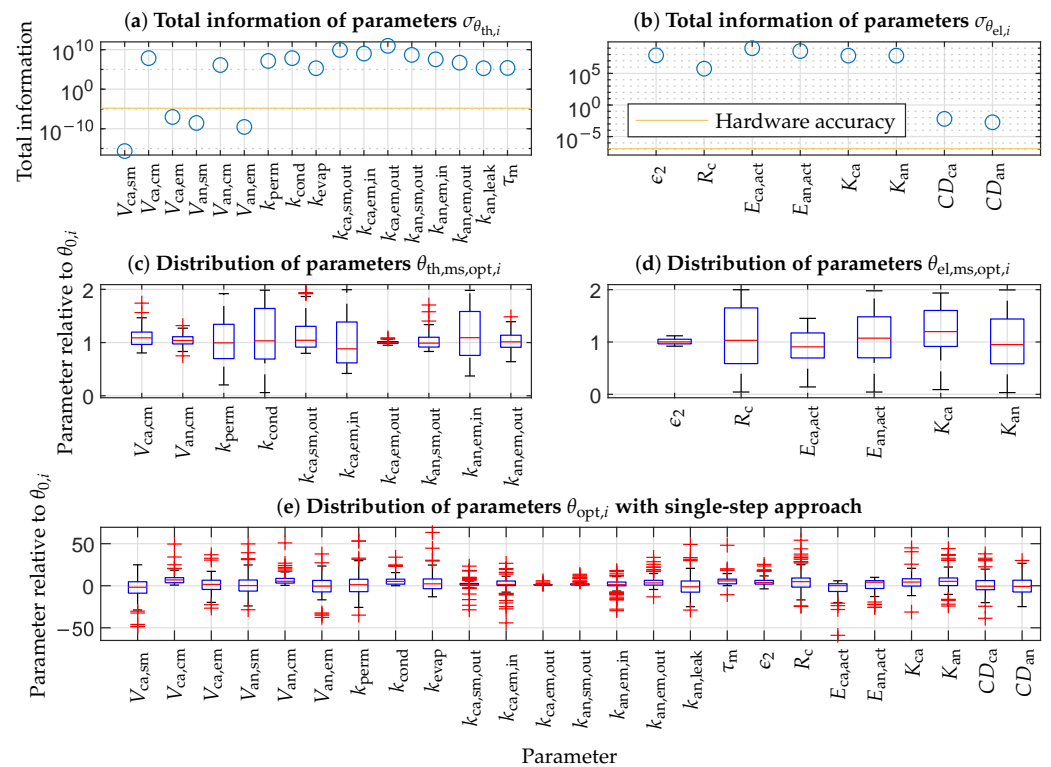 (a) Total information of parameters σθth,i
(b) Total information of parameters σθel,i
Total information
10^10
10^0
10^−10
10^5
10^0
10^−5
Hardware accuracy
Vca,sm
Vca,cm
Vca,em
Van,sm
Van,cm
Van,em
kperm
kcond
kevap
kca,sm,out
kca,em,in
kca,em,out
kan,sm,out
kan,em,in
kan,em,out
kan,leak
τm
ϵ2
Rc
Eca,act
Ean,act
Kca
Kan
CDca
CDan
(c) Distribution of parameters θth,ms,opt,i
(d) Distribution of parameters θel,ms,opt,i
Parameter relative to θ0,i
2
1
0
2
1
0
Vca,cm
Van,cm
kperm
kcond
kca,sm,out
kca,em,in
kca,em,out
kan,sm,out
kan,em,in
kan,em,out
ϵ2
Rc
Eca,act
Ean,act
Kca
Kan
(e) Distribution of parameters θopt,i with single-step approach
Parameter relative to θ0,i
50
0
−50
Vca,sm
Vca,cm
Vca,em
Van,sm
Van,cm
Van,em
kperm
kcond
kevap
kca,sm,out
kca,em,in
kca,em,out
kan,sm,out
kan,em,in
kan,em,out
kan,leak
τm
ϵ2
Rc
Eca,act
Ean,act
Kca
Kan
CDca
CDan
Parameter